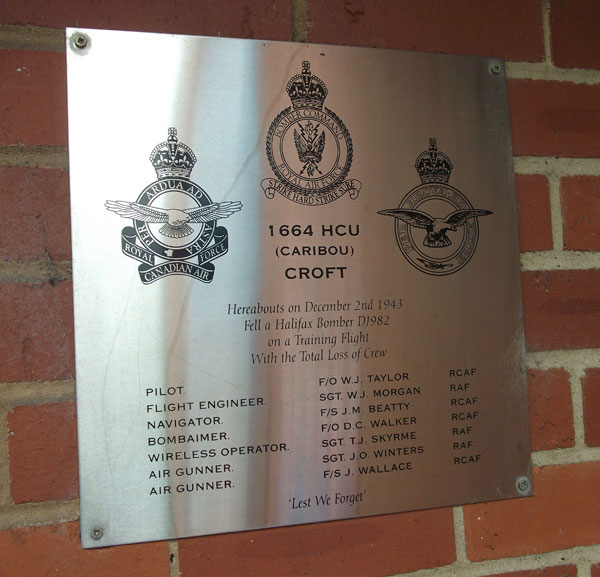 BOMBER COMMAND
ROYAL AIR FORCE
STRIKE HARD STRIKE SURE
PER ARDUA AD ASTRA
ROYAL FORCE
CANADIAN AIR
1664 HCU
(CARIBOU)
CROFT
Hereabouts on December 2nd 1943
Fell a Halifax Bomber DJ982
on a Training Flight
With the Total Loss of Crew
PILOT. F/O W.J. TAYLOR RCAF
FLIGHT ENGINEER. SGT. W.J. MORGAN RAF
NAVIGATOR. F/S J.M. BEATTY RCAF
BOMBAIMER. F/O D.C. WALKER RCAF
WIRELESS OPERATOR. SGT. T.J. SKYRME RAF
AIR GUNNER. SGT. J.O. WINTERS RAF
AIR GUNNER. F/S J. WALLACE RCAF
'Lest We Forget'